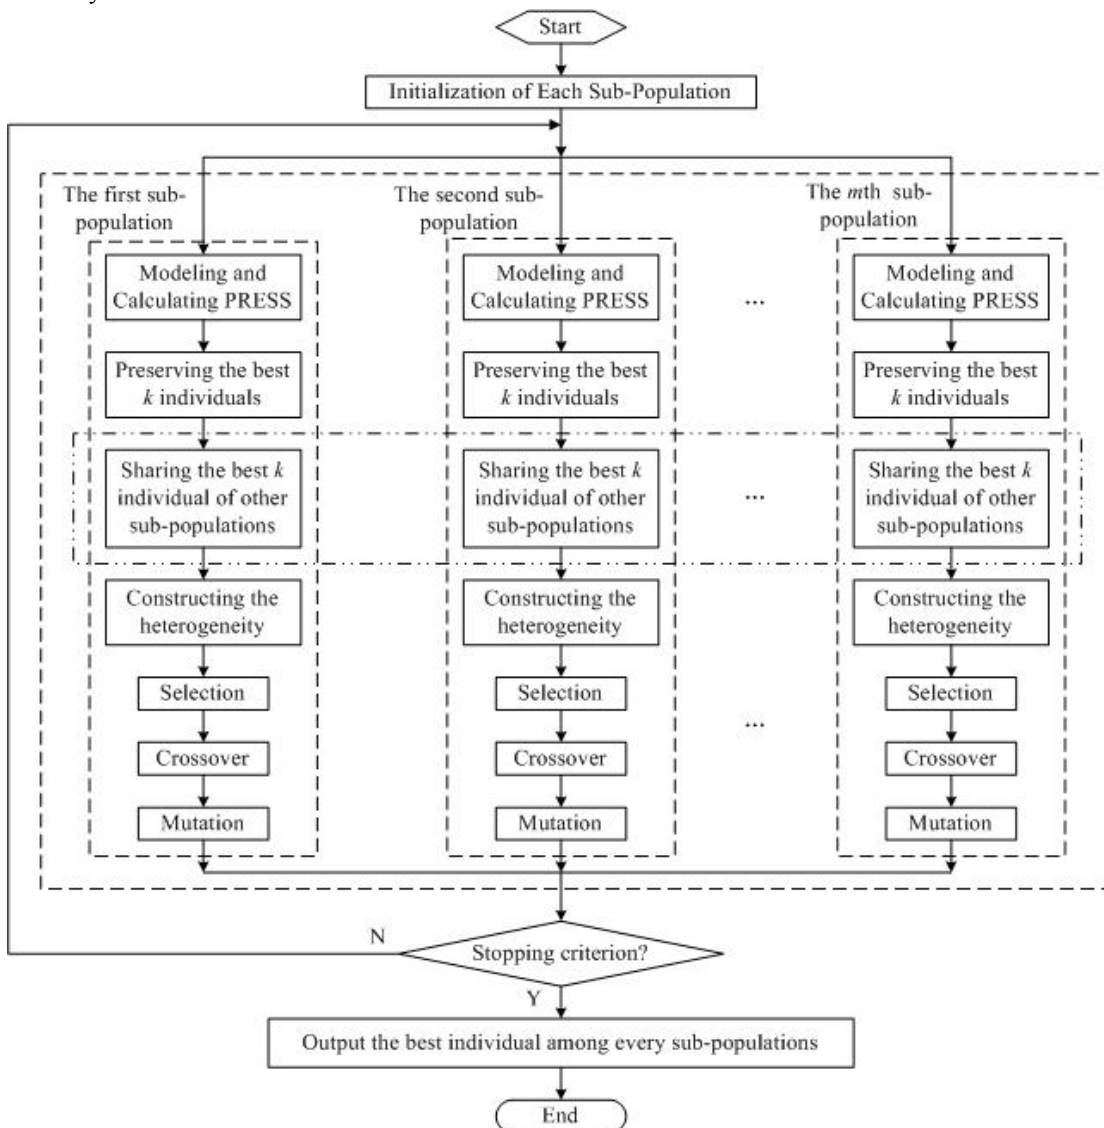 Start
Initialization of Each Sub-Population
The first sub-
population
The second sub-
population
The mth sub-
population
Modeling and
Calculating PRESS
Modeling and
Calculating PRESS
...
Modeling and
Calculating PRESS
Preserving the best
k individuals
Preserving the best
k individuals
Preserving the best
k individuals
Sharing the best k
individual of other
sub-populations
Sharing the best k
individual of other
sub-populations
...
Sharing the best k
individual of other
sub-populations
Constructing the
heterogeneity
Constructing the
heterogeneity
Constructing the
heterogeneity
Selection
Selection
Selection
...
Crossover
Crossover
Crossover
Mutation
Mutation
Mutation
N
Stopping criterion?
Y
Output the best individual among every sub-populations
End